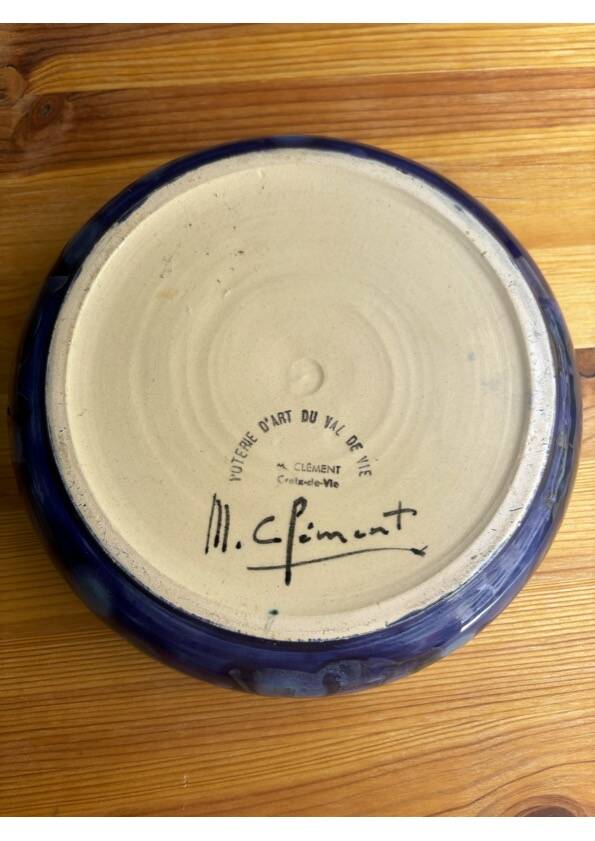 POTERIE D'ART DU VAL DE VIE
M. CLÉMENT
Croix-de-Vie
M. Clément